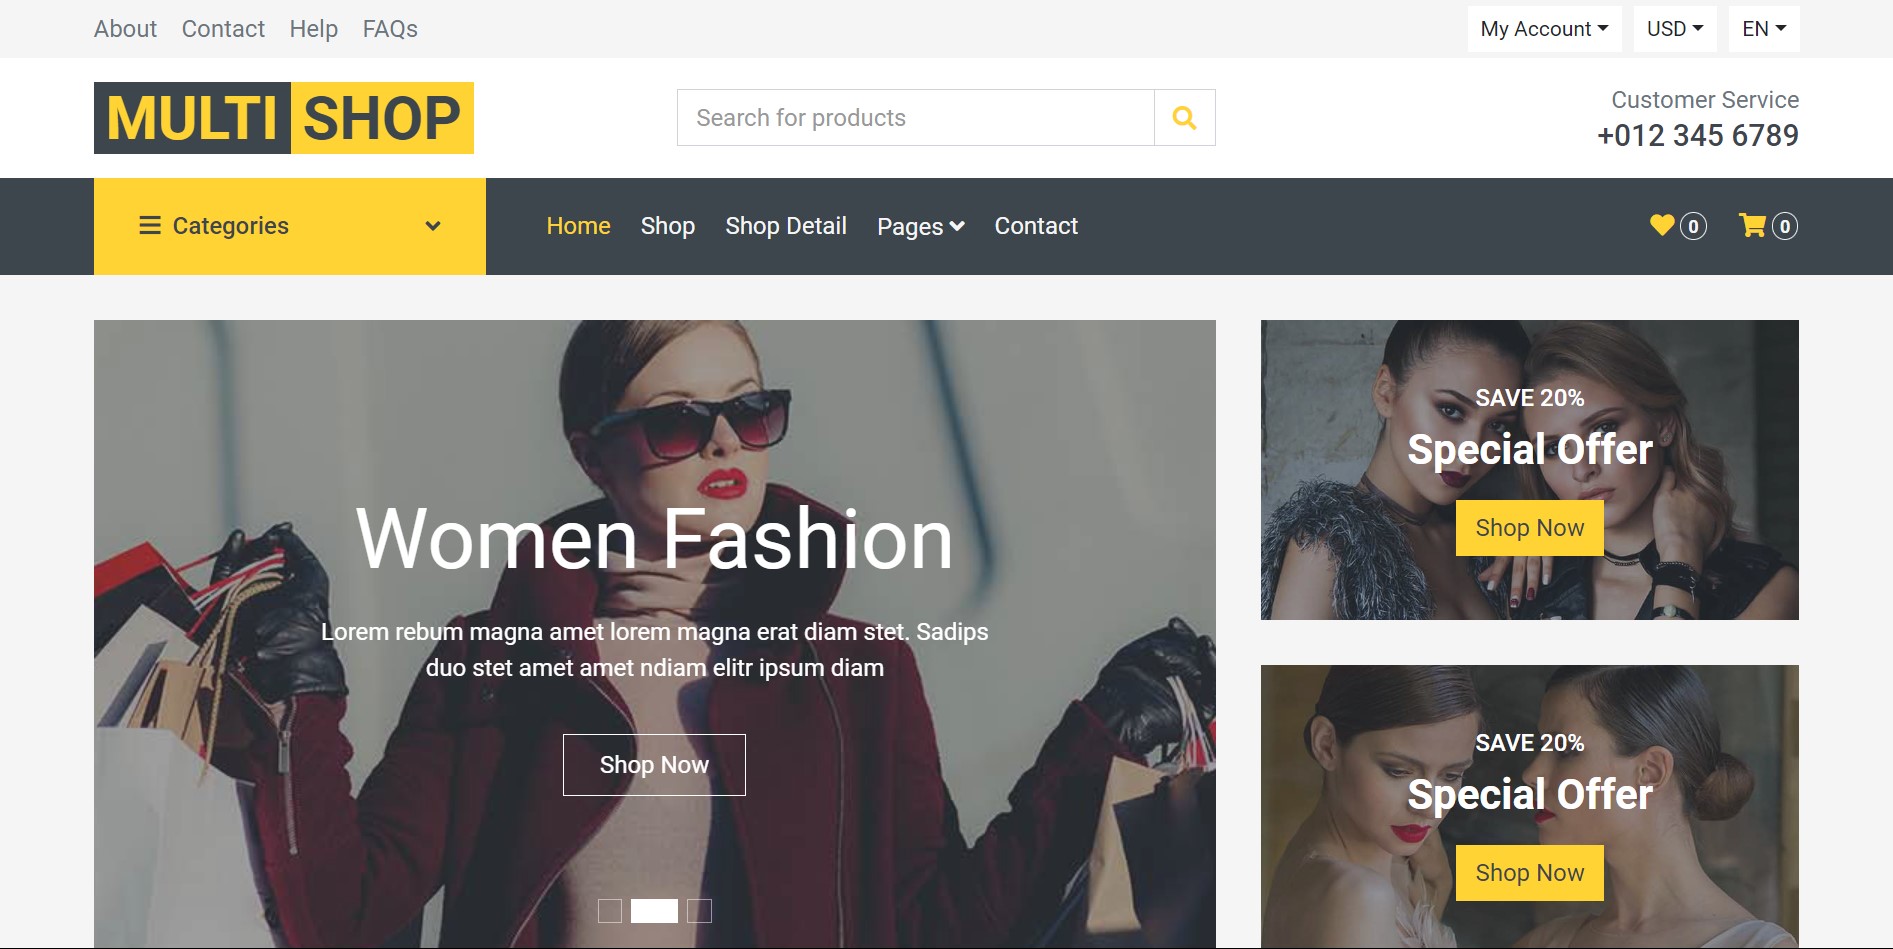 About Contact Help FAQs My Account USD EN
MULTI SHOP
Search for products
Customer Service
+012 345 6789
Categories
Home Shop Shop Detail Pages Contact 0 0
Women Fashion
Lorem rebum magna amet lorem magna erat diam stet. Sadips
duo stet amet amet ndiam elitr ipsum diam
Shop Now
SAVE 20%
Special Offer
Shop Now
SAVE 20%
Special Offer
Shop Now